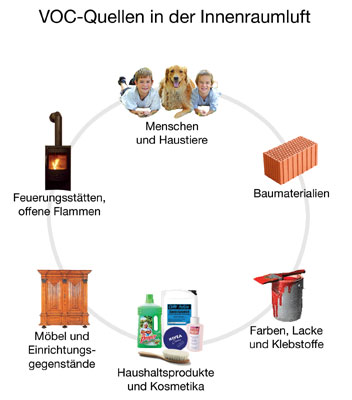 VOC-Quellen in der Innenraumluft
Menschen
und Haustiere
Baumaterialien
Farben, Lacke
und Klebstoffe
NIVEA
Haushaltsprodukte
und Kosmetika
Möbel und
Einrichtungs-
gegenstände
Feuerungsstätten,
offene Flammen